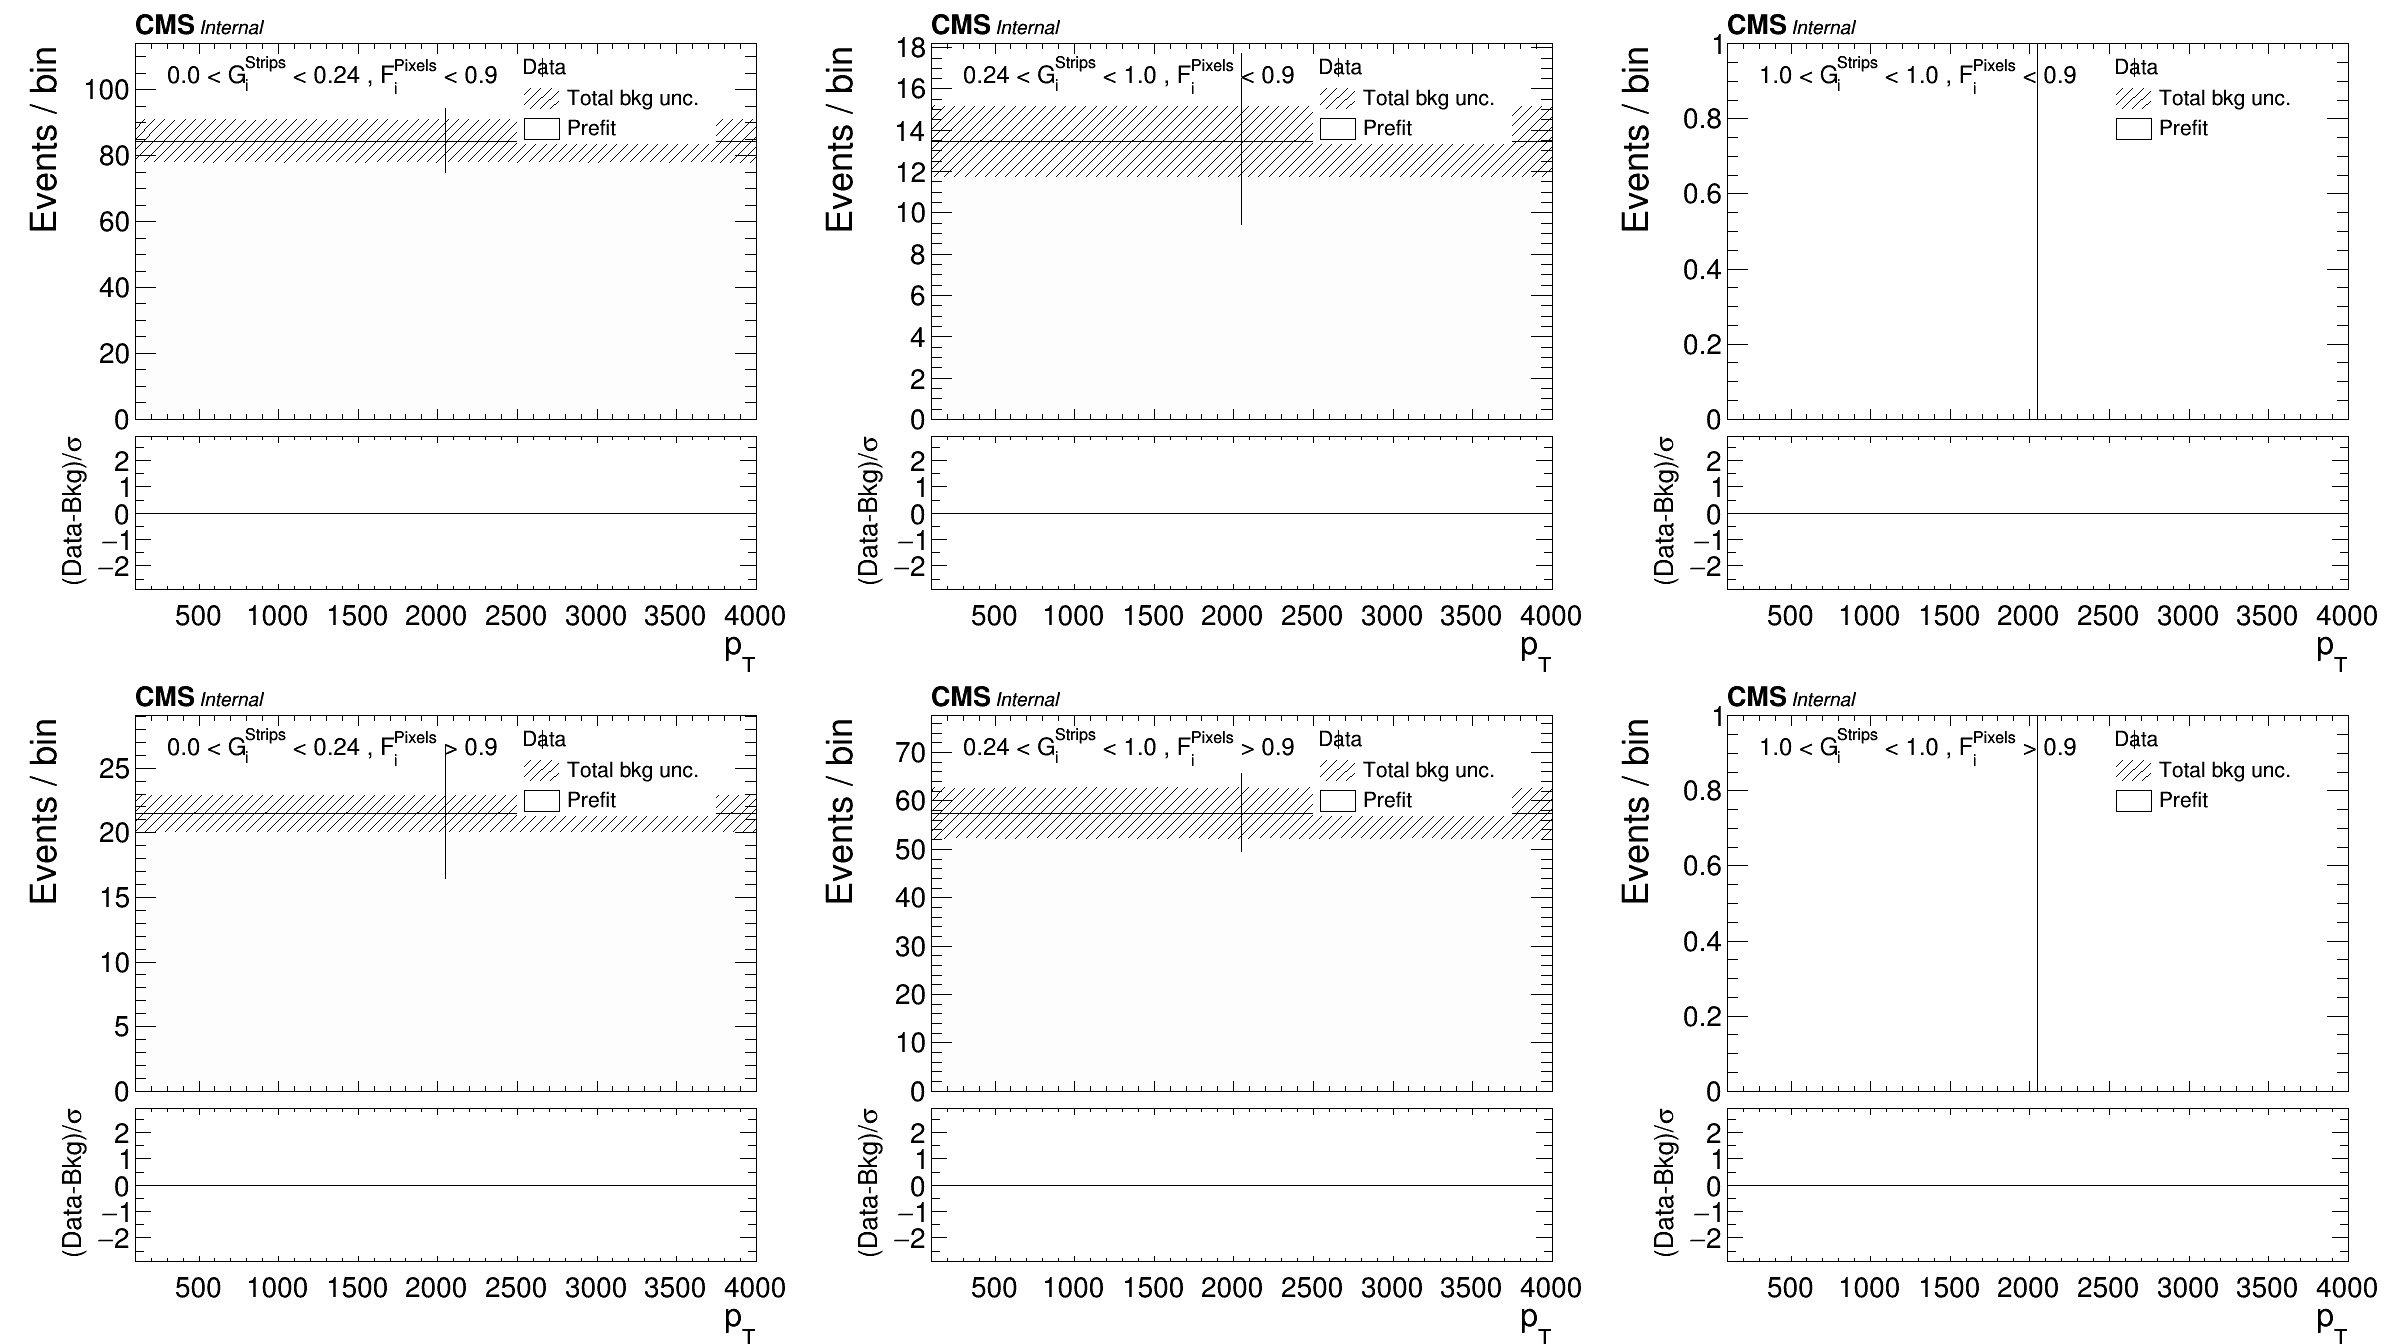 CMS Internal
Events / bin
0.0 < G_i^Strips < 0.24 , F_i^Pixels < 0.9
Data
Total bkg unc.
Prefit
100
80
60
40
20
0
(Data-Bkg)/σ
2
1
0
−1
−2
500 1000 1500 2000 2500 3000 3500 4000
p_T
CMS Internal
Events / bin
0.24 < G_i^Strips < 1.0 , F_i^Pixels < 0.9
Data
Total bkg unc.
Prefit
18
16
14
12
10
8
6
4
2
0
(Data-Bkg)/σ
2
1
0
−1
−2
500 1000 1500 2000 2500 3000 3500 4000
p_T
CMS Internal
Events / bin
1.0 < G_i^Strips < 1.0 , F_i^Pixels < 0.9
Data
Total bkg unc.
Prefit
1
0.8
0.6
0.4
0.2
0
(Data-Bkg)/σ
2
1
0
−1
−2
500 1000 1500 2000 2500 3000 3500 4000
p_T
CMS Internal
Events / bin
0.0 < G_i^Strips < 0.24 , F_i^Pixels > 0.9
Data
Total bkg unc.
Prefit
25
20
15
10
5
0
(Data-Bkg)/σ
2
1
0
−1
−2
500 1000 1500 2000 2500 3000 3500 4000
p_T
CMS Internal
Events / bin
0.24 < G_i^Strips < 1.0 , F_i^Pixels > 0.9
Data
Total bkg unc.
Prefit
70
60
50
40
30
20
10
0
(Data-Bkg)/σ
2
1
0
−1
−2
500 1000 1500 2000 2500 3000 3500 4000
p_T
CMS Internal
Events / bin
1.0 < G_i^Strips < 1.0 , F_i^Pixels > 0.9
Data
Total bkg unc.
Prefit
1
0.8
0.6
0.4
0.2
0
(Data-Bkg)/σ
2
1
0
−1
−2
500 1000 1500 2000 2500 3000 3500 4000
p_T